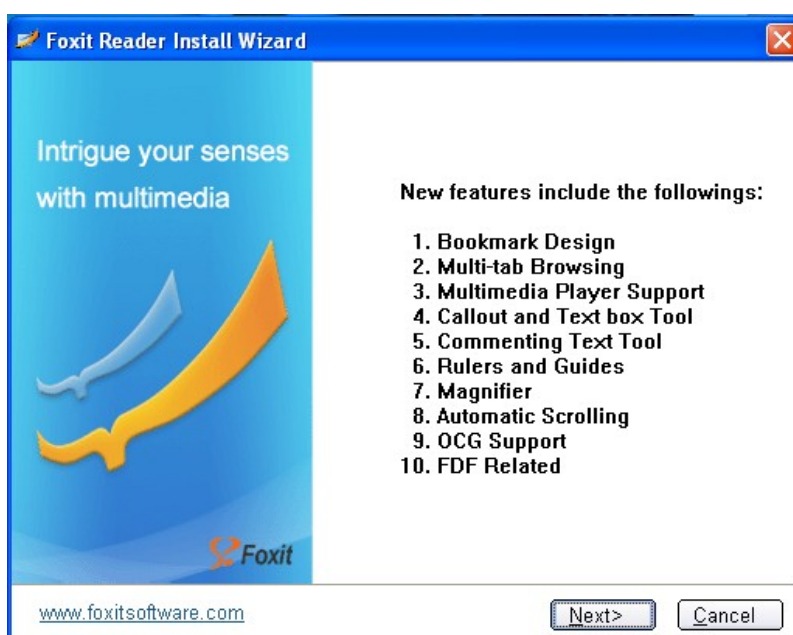 Foxit Reader Install Wizard
Intrigue your senses
with multimedia
New features include the followings:
1. Bookmark Design
2. Multi-tab Browsing
3. Multimedia Player Support
4. Callout and Text box Tool
5. Commenting Text Tool
6. Rulers and Guides
7. Magnifier
8. Automatic Scrolling
9. OCG Support
10. FDF Related
Foxit
www.foxitsoftware.com
Next>
Cancel